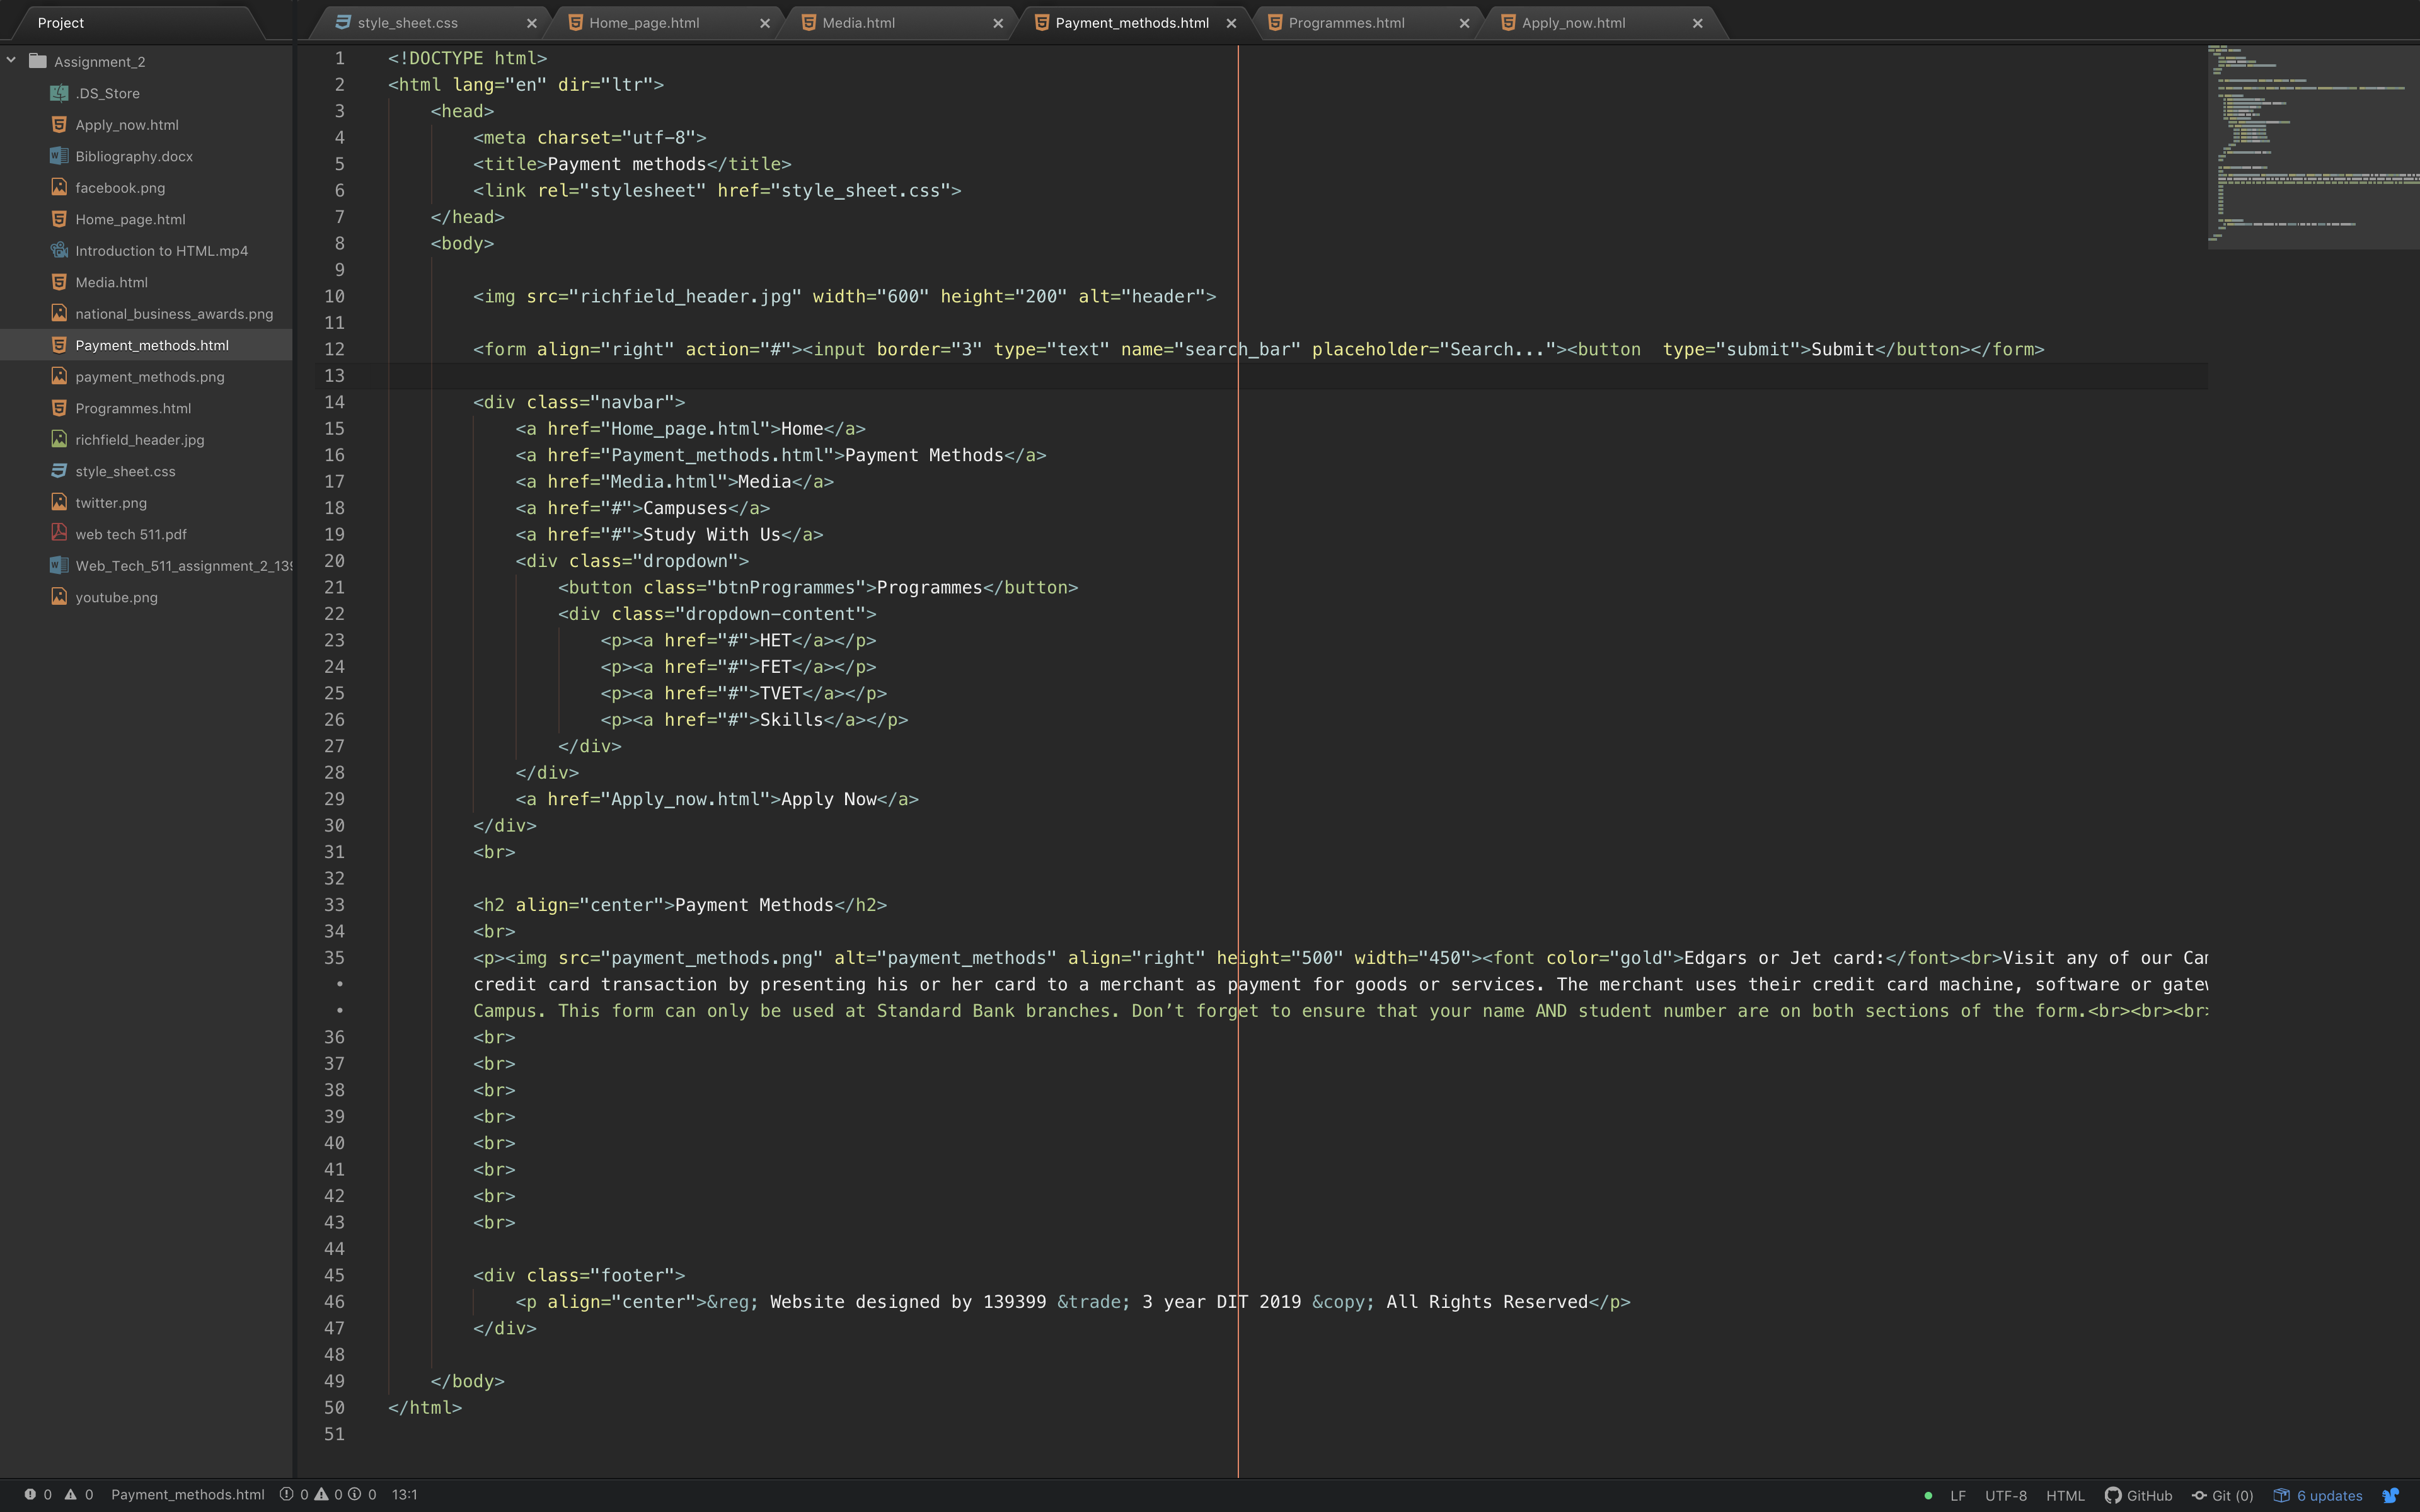 Project
style_sheet.css
Home_page.html
Media.html
Payment_methods.html
Programmes.html
Apply_now.html
Assignment_2
.DS_Store
Apply_now.html
Bibliography.docx
facebook.png
Home_page.html
Introduction to HTML.mp4
Media.html
national_business_awards.png
Payment_methods.html
payment_methods.png
Programmes.html
richfield_header.jpg
style_sheet.css
twitter.png
web tech 511.pdf
Web_Tech_511_assignment_2_139
youtube.png
1 <!DOCTYPE html>
2 <html lang="en" dir="ltr">
3 <head>
4 <meta charset="utf-8">
5 <title>Payment methods</title>
6 <link rel="stylesheet" href="style_sheet.css">
7 </head>
8 <body>
9
10 <img src="richfield_header.jpg" width="600" height="200" alt="header">
11
12 <form align="right" action="#"><input border="3" type="text" name="search_bar" placeholder="Search..."><button  type="submit">Submit</button></form>
13
14 <div class="navbar">
15 <a href="Home_page.html">Home</a>
16 <a href="Payment_methods.html">Payment Methods</a>
17 <a href="Media.html">Media</a>
18 <a href="#">Campuses</a>
19 <a href="#">Study With Us</a>
20 <div class="dropdown">
21 <button class="btnProgrammes">Programmes</button>
22 <div class="dropdown-content">
23 <p><a href="#">HET</a></p>
24 <p><a href="#">FET</a></p>
25 <p><a href="#">TVET</a></p>
26 <p><a href="#">Skills</a></p>
27 </div>
28 </div>
29 <a href="Apply_now.html">Apply Now</a>
30 </div>
31 <br>
32
33 <h2 align="center">Payment Methods</h2>
34 <br>
35 <p><img src="payment_methods.png" alt="payment_methods" align="right" height="500" width="450"><font color="gold">Edgars or Jet card:</font><br>Visit any of our
• credit card transaction by presenting his or her card to a merchant as payment for goods or services. The merchant uses their credit card machine, software or
• Campus. This form can only be used at Standard Bank branches. Don’t forget to ensure that your name AND student number are on both sections of the form.<br><br><br>
36 <br>
37 <br>
38 <br>
39 <br>
40 <br>
41 <br>
42 <br>
43 <br>
44
45 <div class="footer">
46 <p align="center">&reg; Website designed by 139399 &trade; 3 year DIT 2019 &copy; All Rights Reserved</p>
47 </div>
48
49 </body>
50 </html>
51
0 0 Payment_methods.html 0 0 0 13:1
LF UTF-8 HTML GitHub Git (0) 6 updates